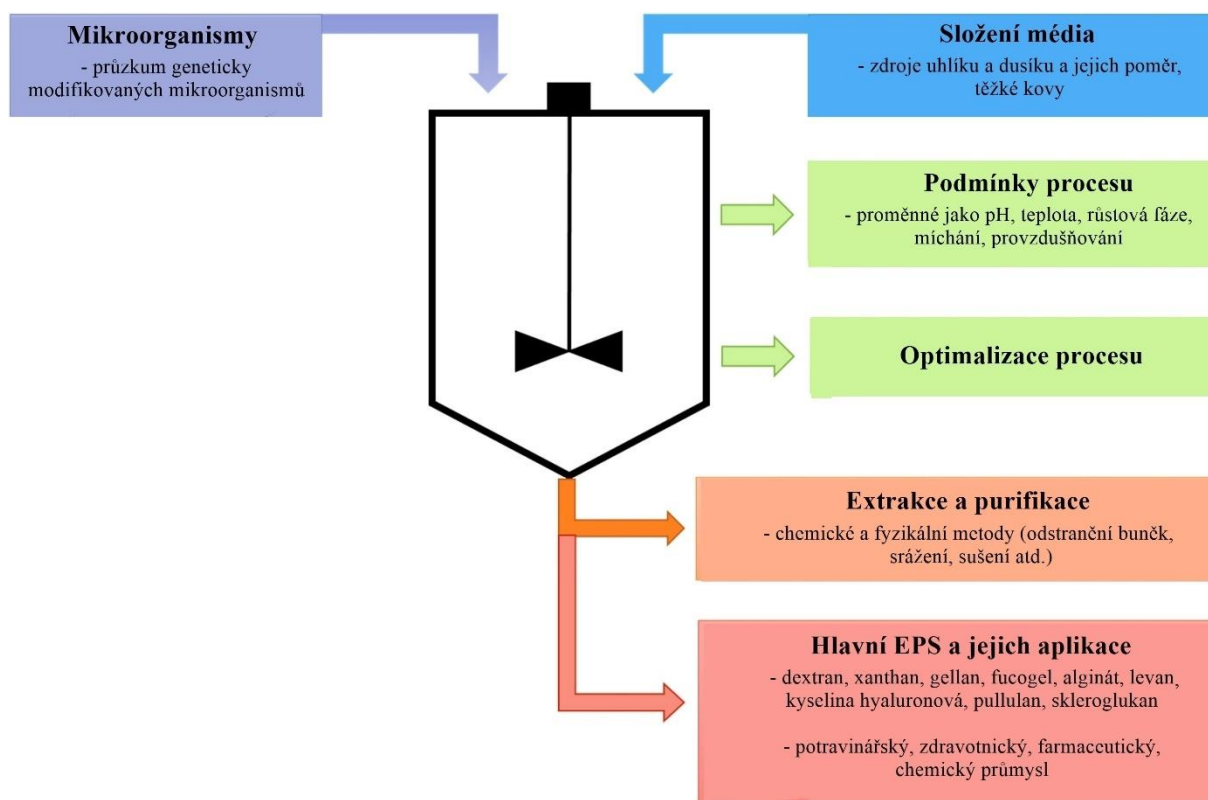 Mikroorganismy
- průzkum geneticky
modifikovaných mikroorganismů
Složení média
- zdroje uhlíku a dusíku a jejich poměr,
těžké kovy
Podmínky procesu
- proměnné jako pH, teplota, růstová fáze,
míchání, provzdušňování
Optimalizace procesu
Extrakce a purifikace
- chemické a fyzikální metody (odstranční buněk,
srážení, sušení atd.)
Hlavní EPS a jejich aplikace
- dextran, xanthan, gellan, fucogel, alginát, levan,
kyselina hyaluronová, pullulan, skleroglukan
- potravinářský, zdravotnický, farmaceutický,
chemický průmysl